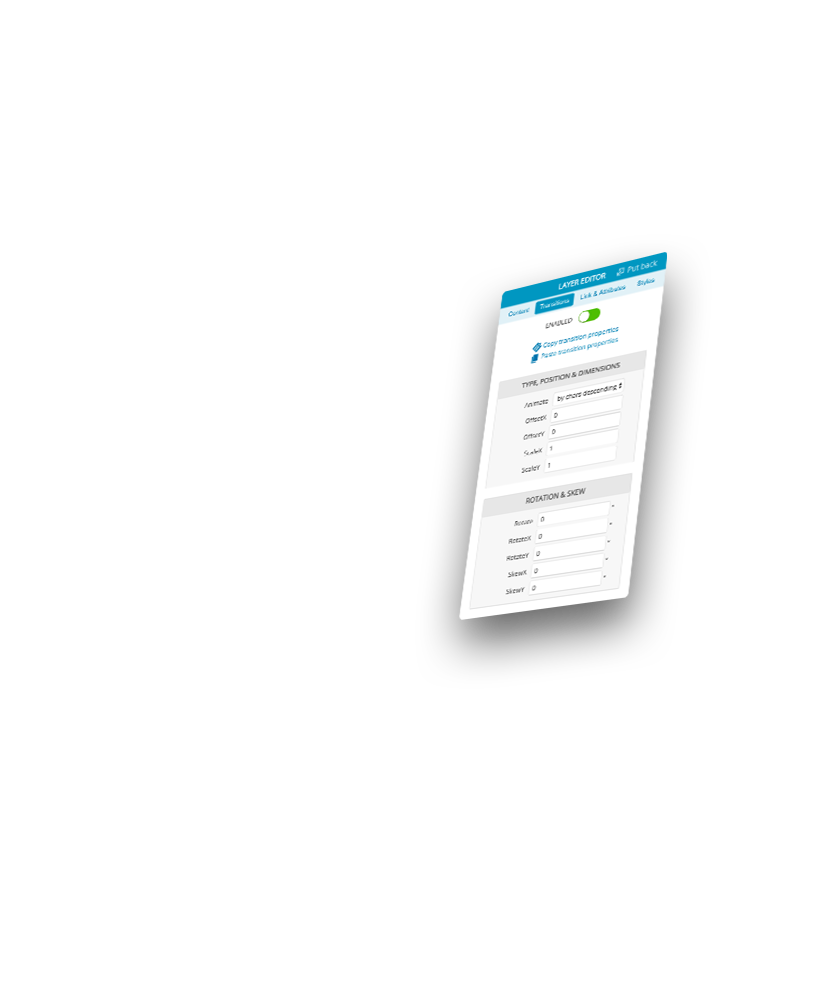 LAYER EDITOR Put back
Content Transitions Link & Attributes Styles
ENABLED
Copy transition properties
Paste transition properties
TYPE, POSITION & DIMENSIONS
Animate by chars descending
OffsetX 0
OffsetY 0
ScaleX 1
ScaleY 1
ROTATION & SKEW
Rotate 0
RotateX 0
RotateY 0
SkewX 0
SkewY 0